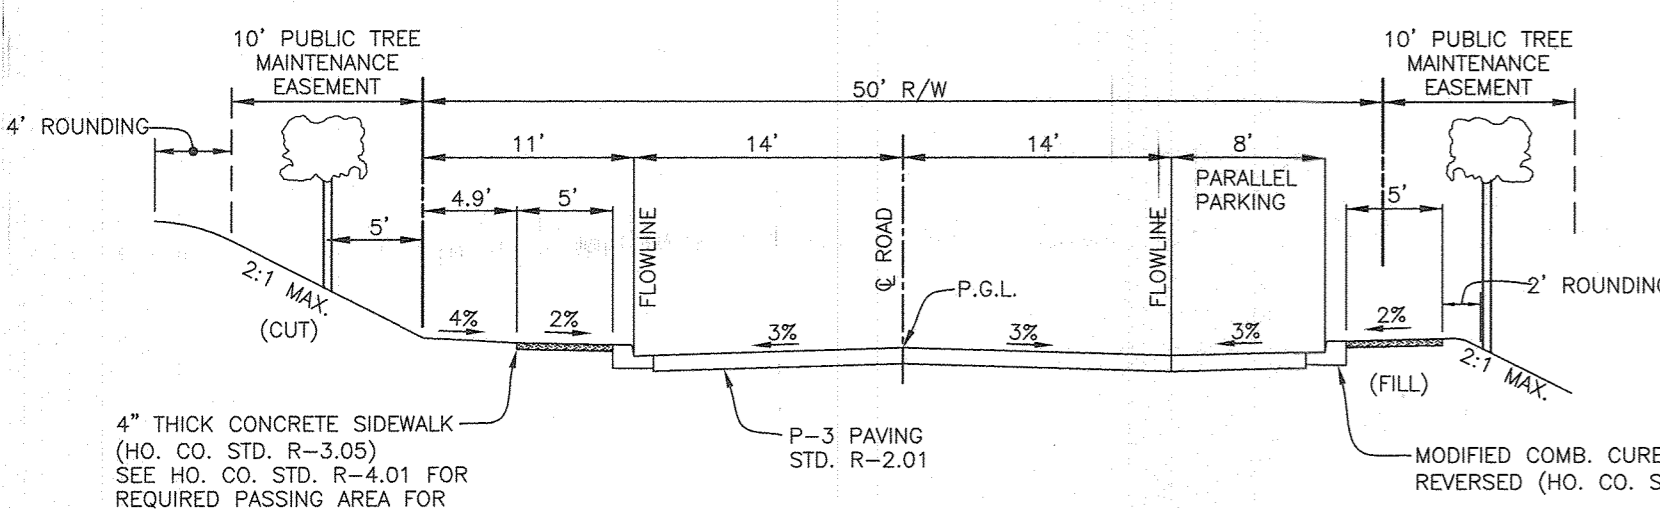 10' PUBLIC TREE
MAINTENANCE
EASEMENT
10' PUBLIC TREE
MAINTENANCE
EASEMENT
50' R/W
4' ROUNDING
11'
14'
14'
8'
PARALLEL
PARKING
4.9'
5'
5'
5'
FLOWLINE
℄ ROAD
FLOWLINE
P.G.L.
2' ROUNDING
2:1 MAX.
(CUT)
4%
2%
3%
3%
3%
2%
(FILL)
2:1 MAX.
4" THICK CONCRETE SIDEWALK
(HO. CO. STD. R-3.05)
SEE HO. CO. STD. R-4.01 FOR
REQUIRED PASSING AREA FOR
P-3 PAVING
STD. R-2.01
MODIFIED COMB.
REVERSED (HO. CO.